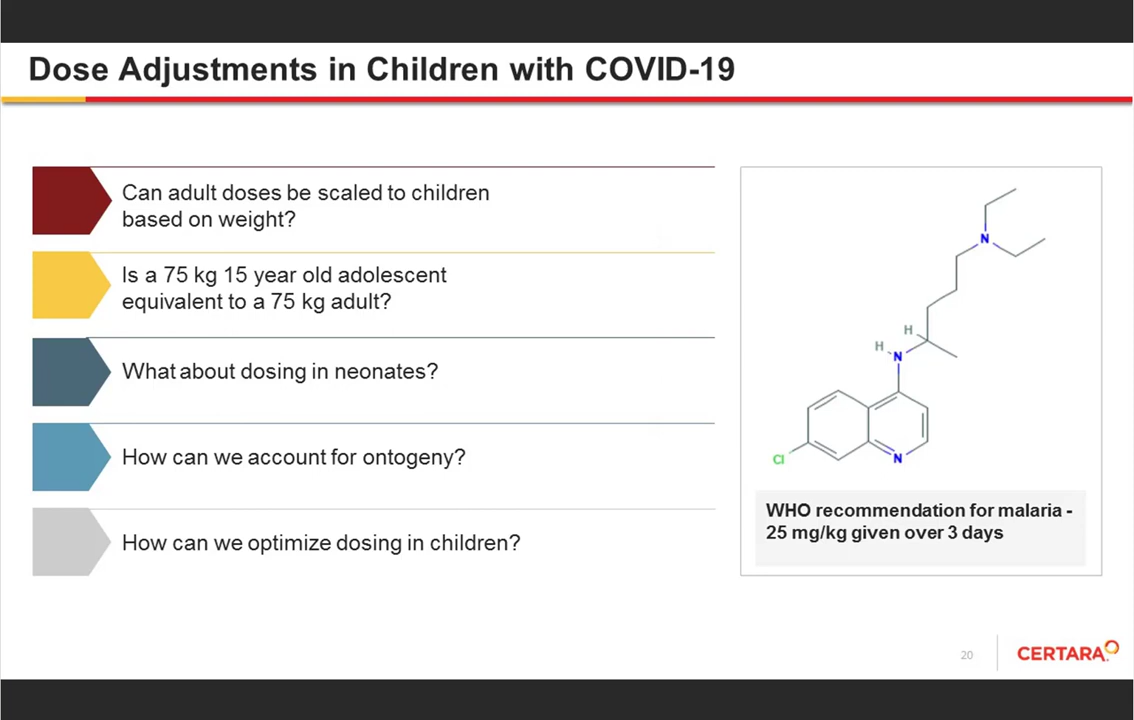 Dose Adjustments in Children with COVID-19
Can adult doses be scaled to children
based on weight?
Is a 75 kg 15 year old adolescent
equivalent to a 75 kg adult?
What about dosing in neonates?
How can we account for ontogeny?
How can we optimize dosing in children?
N
H
H
N
Cl
N
WHO recommendation for malaria -
25 mg/kg given over 3 days
20
CERTARA